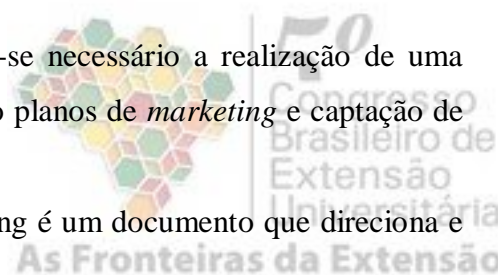 -se necessário a realização de uma
o planos de marketing e captação de
ng é um documento que direciona e
5º
Congresso
Brasileiro de
Extensão
Universitária
As Fronteiras da Extensão